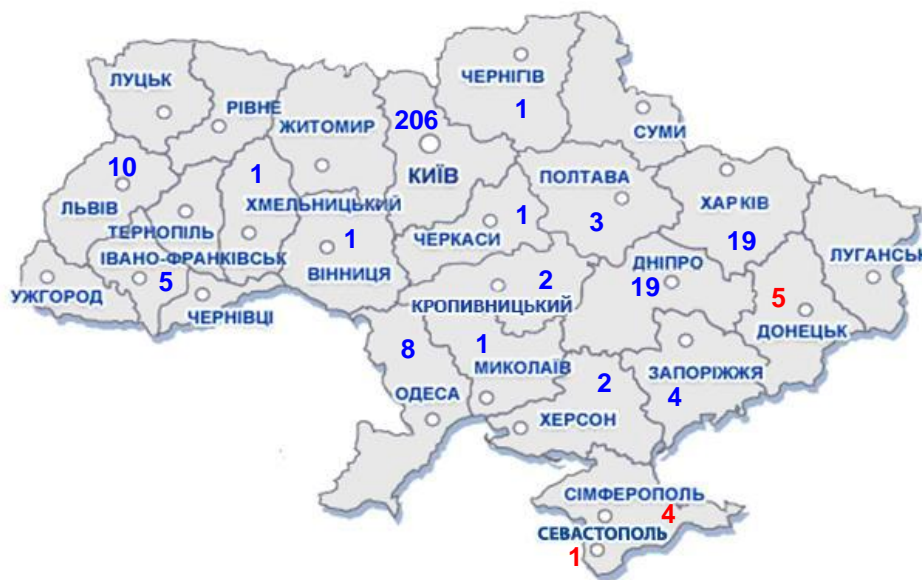 ЧЕРНІГІВ
1
ЛУЦЬК
РІВНЕ
ЖИТОМИР
206
СУМИ
10
1
КИЇВ
ПОЛТАВА
ЛЬВІВ
ХМЕЛЬНИЦЬКИЙ
ХАРКІВ
ТЕРНОПІЛЬ
1
1
ЧЕРКАСИ
3
19
ІВАНО-ФРАНКІВСЬК
ВІННИЦЯ
ЛУГАНСЬК
5
2
ДНІПРО
19
УЖГОРОД
ЧЕРНІВЦІ
КРОПИВНИЦЬКИЙ
5
ДОНЕЦЬК
8
1
МИКОЛАЇВ
ЗАПОРІЖЖЯ
2
4
ОДЕСА
ХЕРСОН
СІМФЕРОПОЛЬ
4
СЕВАСТОПОЛЬ
1